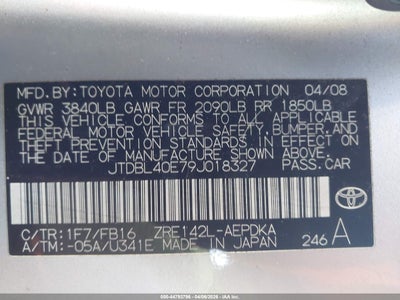 MFD. BY: TOYOTA MOTOR CORPORATION 04/08
GVWR 3840LB GAWR FR 2090LB RR 1850LB
THIS VEHICLE CONFORMS TO ALL APPLICABLE
FEDERAL MOTOR VEHICLE SAFETY, BUMPER, AND
THEFT PREVENTION STANDARDS IN EFFECT ON
THE DATE OF MANUFACTURE SHOWN ABOVE.
JTDBL40E79J018327 PASS. CAR
TOYOTA
C/TR: 1F7/FB16 ZRE142L-AEPDKA
A/TM: -05A/U341E MADE IN JAPAN 246 A